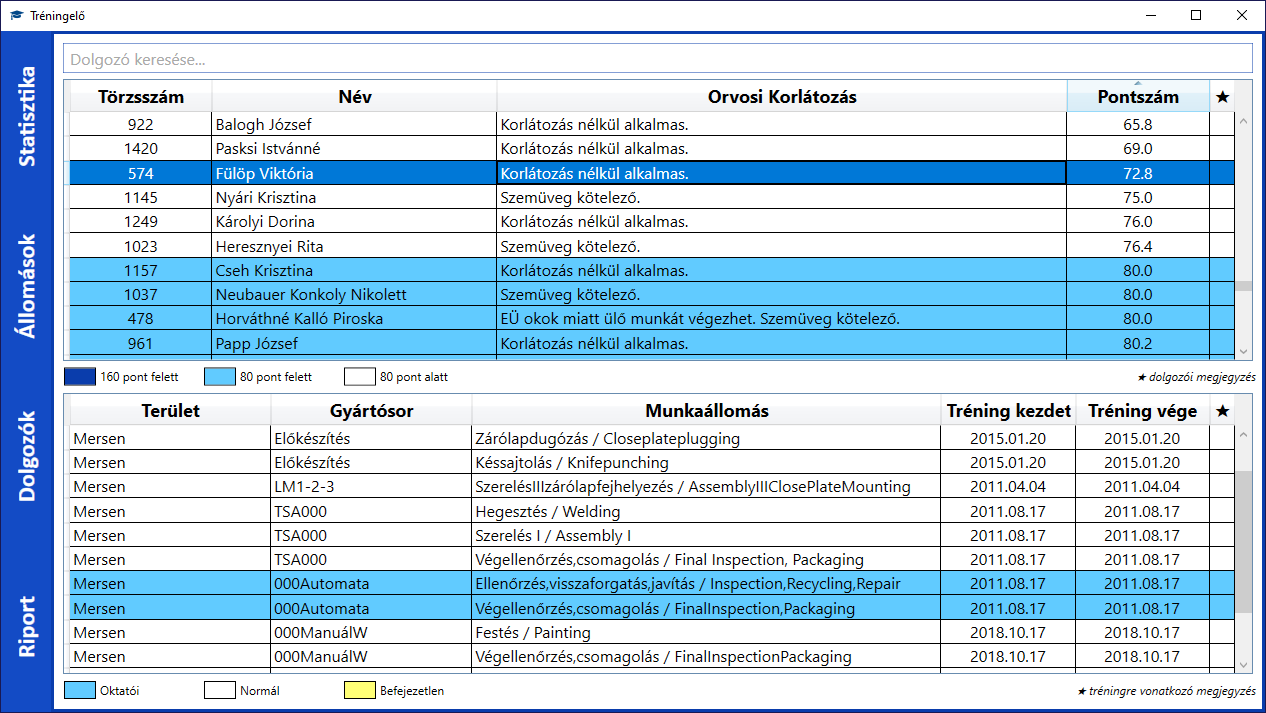 Tréningelő
Statisztika
Állomások
Dolgozók
Riport
Dolgozó keresése...
Törzsszám Név Orvosi Korlátozás Pontszám ★
922 Balogh József Korlátozás nélkül alkalmas. 65.8
1420 Pasksi Istvánné Korlátozás nélkül alkalmas. 69.0
574 Fülöp Viktória Korlátozás nélkül alkalmas. 72.8
1145 Nyári Krisztina Szemüveg kötelező. 75.0
1249 Károlyi Dorina Korlátozás nélkül alkalmas. 76.0
1023 Heresznyei Rita Szemüveg kötelező. 76.4
1157 Cseh Krisztina Korlátozás nélkül alkalmas. 80.0
1037 Neubauer Konkoly Nikolett Szemüveg kötelező. 80.0
478 Horváthné Kalló Piroska EÜ okok miatt ülő munkát végezhet. Szemüveg kötelező. 80.0
961 Papp József Korlátozás nélkül alkalmas. 80.2
160 pont felett 80 pont felett 80 pont alatt ★ dolgozói megjegyzés
Terület Gyártósor Munkaállomás Tréning kezdet Tréning vége ★
Mersen Előkészítés Zárólapdugózás / Closeplateplugging 2015.01.20 2015.01.20
Mersen Előkészítés Késsajtolás / Knifepunching 2015.01.20 2015.01.20
Mersen LM1-2-3 SzerelésIIIzárólapfejhelyezés / AssemblyIIIClosePlateMounting 2011.04.04 2011.04.04
Mersen TSA000 Hegesztés / Welding 2011.08.17 2011.08.17
Mersen TSA000 Szerelés I / Assembly I 2011.08.17 2011.08.17
Mersen TSA000 Végellenőrzés,csomagolás / Final Inspection, Packaging 2011.08.17 2011.08.17
Mersen 000Automata Ellenőrzés,visszaforgatás,javítás / Inspection,Recycling,Repair 2011.08.17 2011.08.17
Mersen 000Automata Végellenőrzés,csomagolás / FinalInspection,Packaging 2011.08.17 2011.08.17
Mersen 000ManuálW Festés / Painting 2018.10.17 2018.10.17
Mersen 000ManuálW Végellenőrzés,csomagolás / FinalInspectionPackaging 2018.10.17 2018.10.17
Oktatói Normál Befejezetlen ★ tréningre vonatkozó megjegyzés